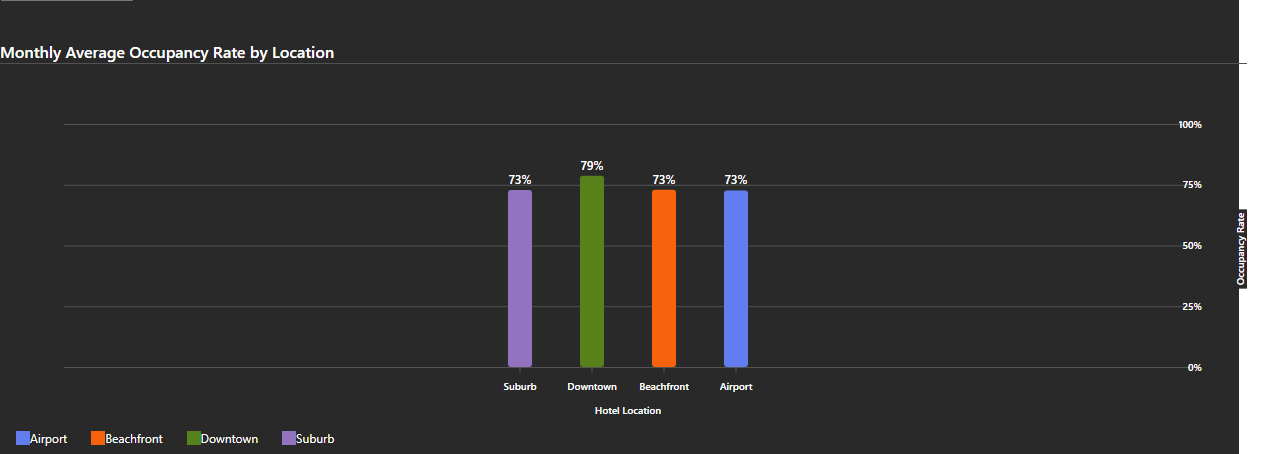 Monthly Average Occupancy Rate by Location
100%
75%
50%
25%
0%
Occupancy Rate
73%
79%
73%
73%
Suburb
Downtown
Beachfront
Airport
Hotel Location
Airport
Beachfront
Downtown
Suburb